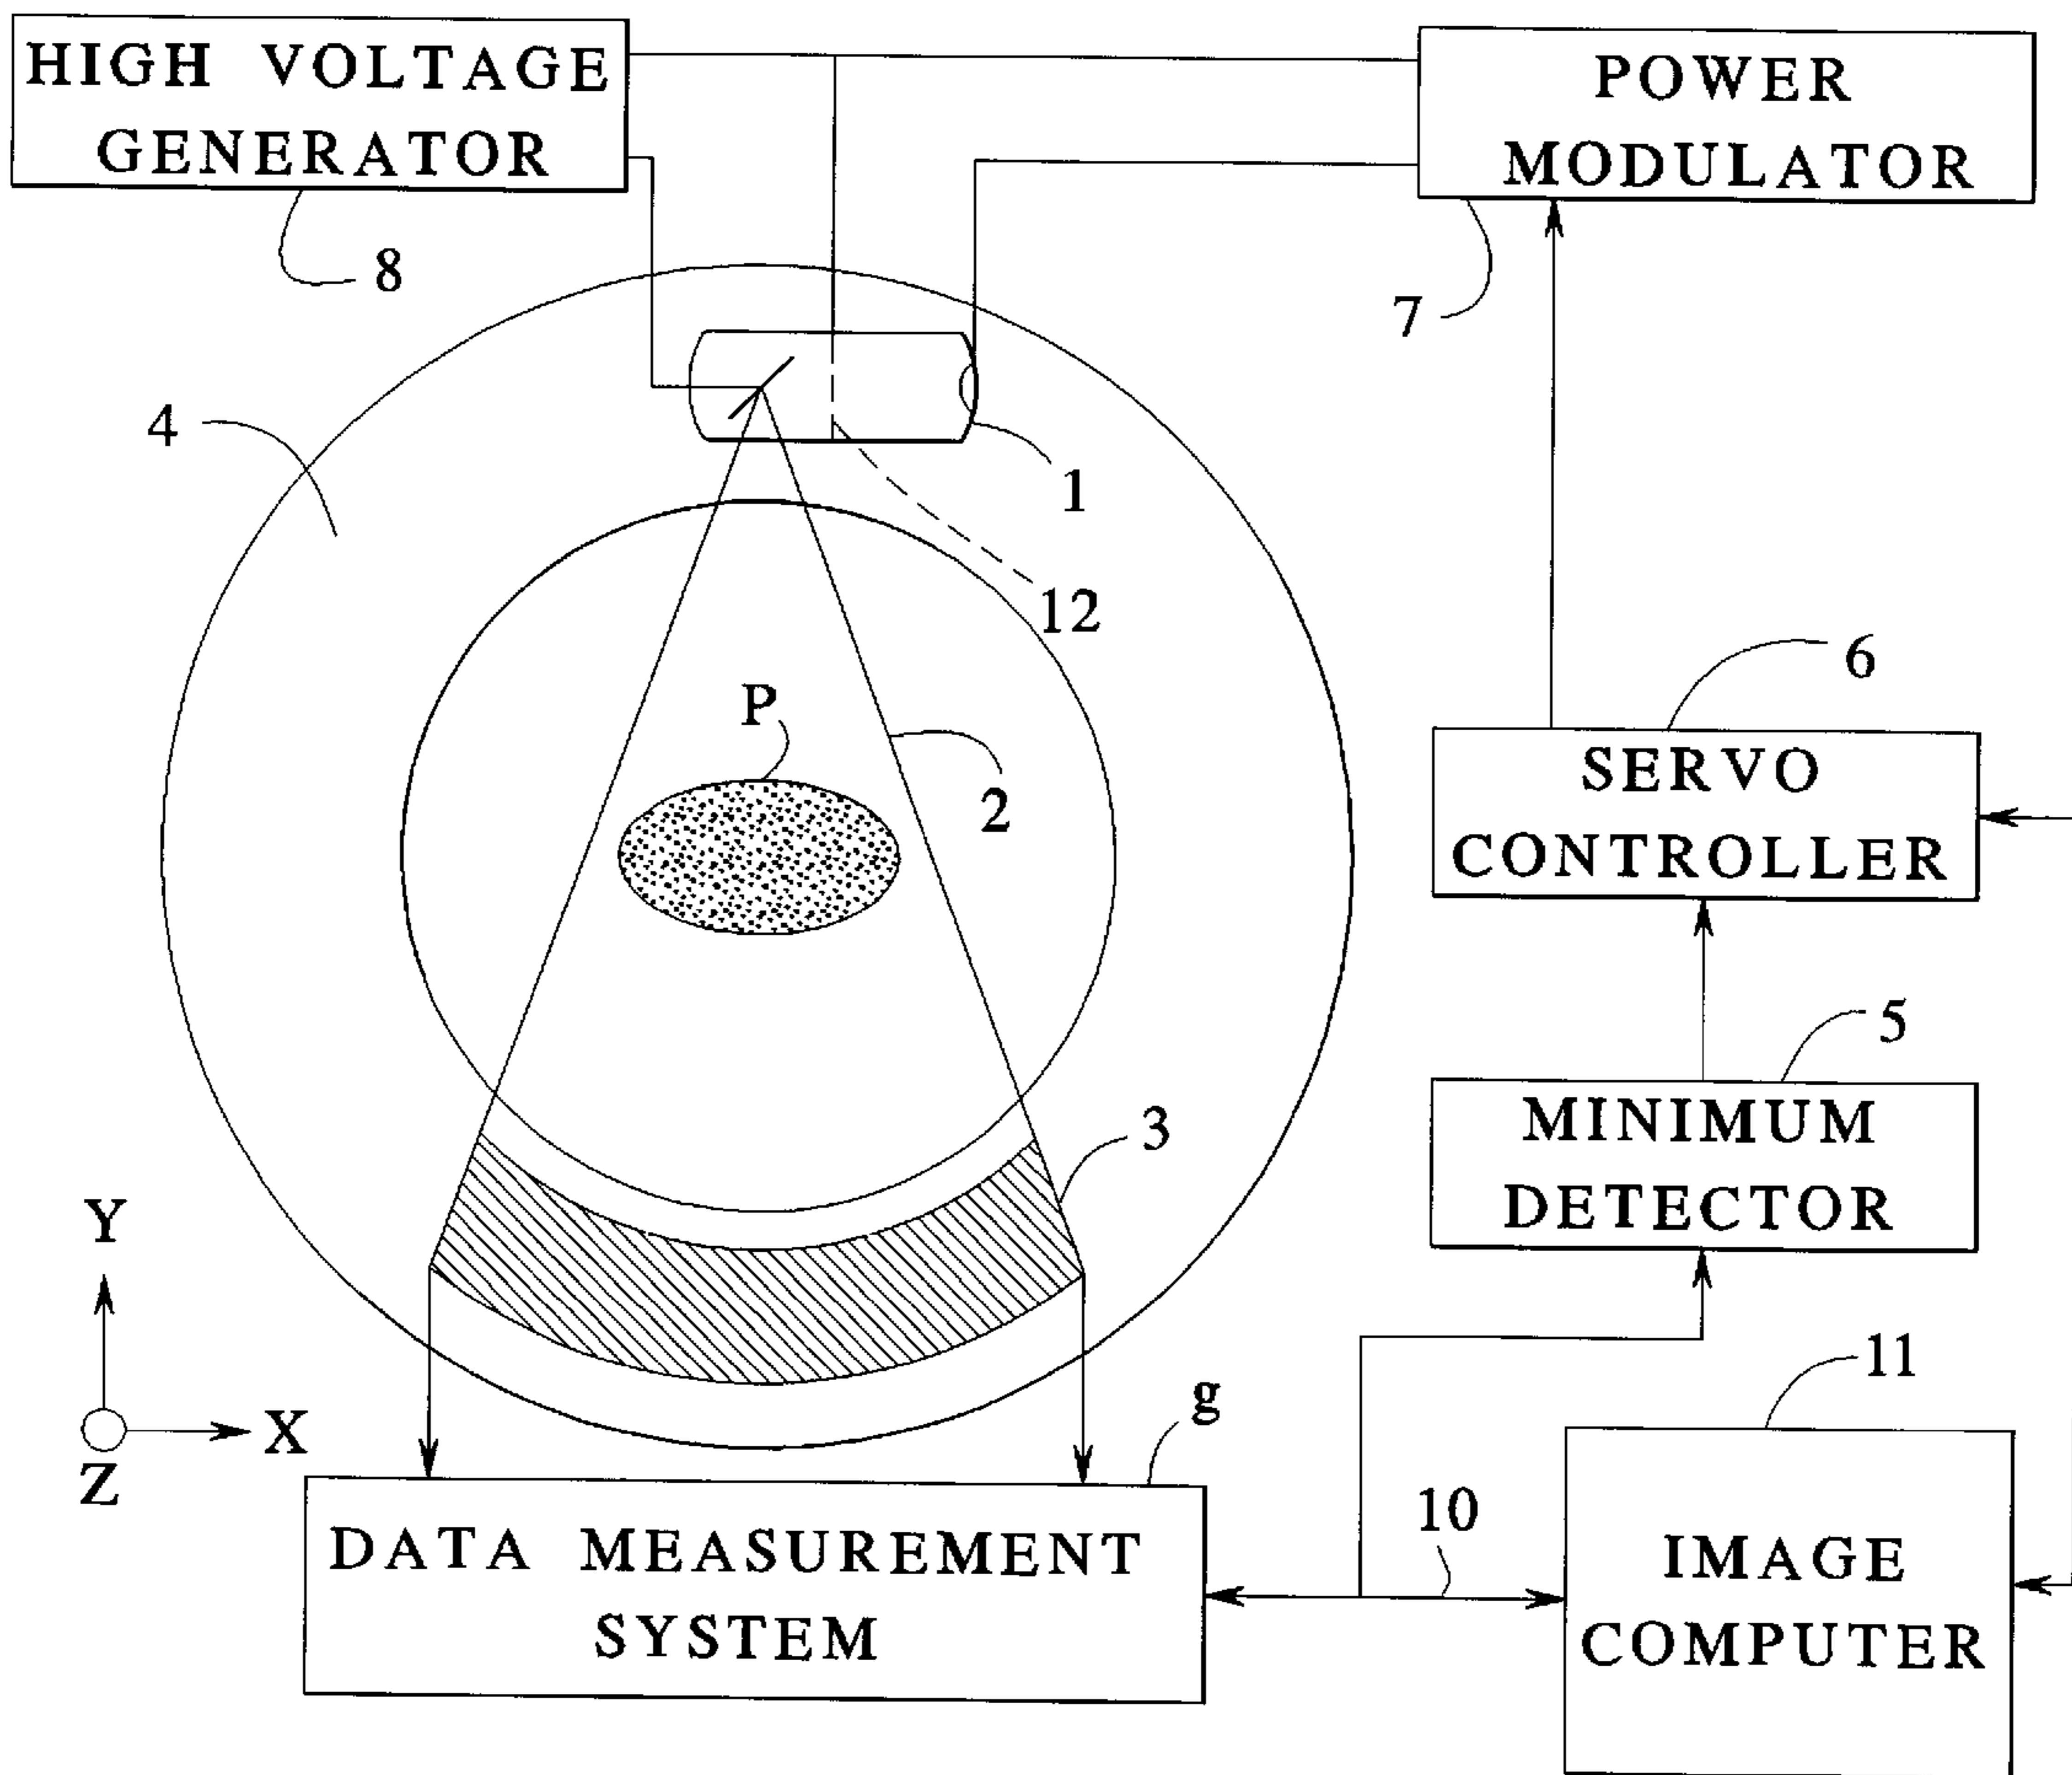 HIGH VOLTAGE
GENERATOR
POWER
MODULATOR
8
7
4
1
12
6
P
SERVO
CONTROLLER
2
5
MINIMUM
DETECTOR
3
Y
X
Z
g
11
10
DATA MEASUREMENT
SYSTEM
IMAGE
COMPUTER